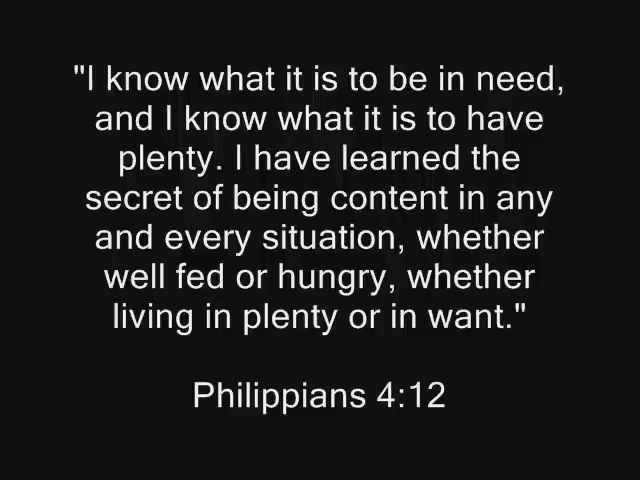 "I know what it is to be in need,
and I know what it is to have
plenty. I have learned the
secret of being content in any
and every situation, whether
well fed or hungry, whether
living in plenty or in want."
Philippians 4:12